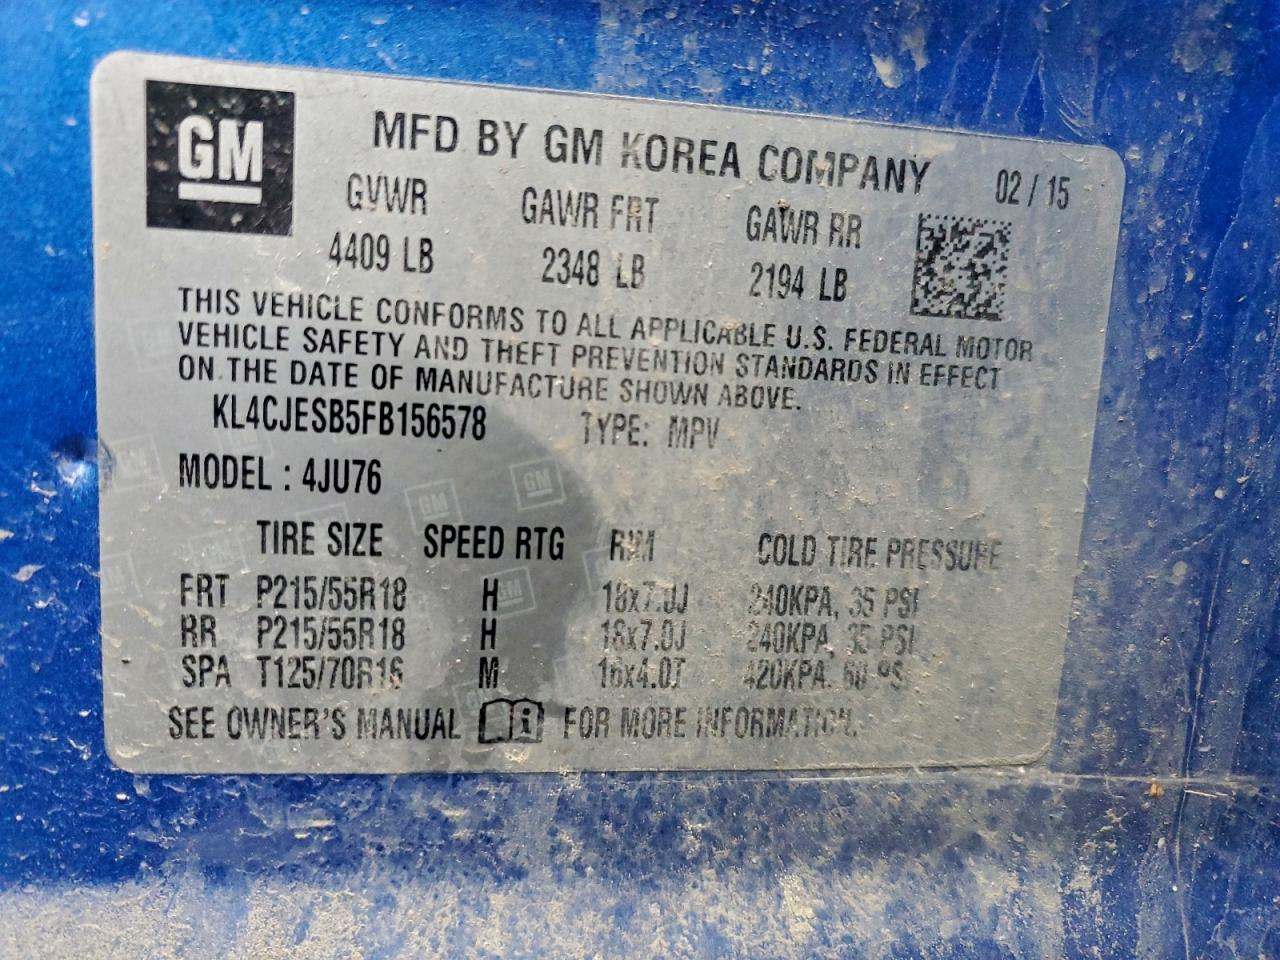 GM
MFD BY GM KOREA COMPANY 02 / 15
GVWR GAWR FRT GAWR RR
4409 LB 2348 LB 2194 LB
THIS VEHICLE CONFORMS TO ALL APPLICABLE U.S. FEDERAL MOTOR
VEHICLE SAFETY AND THEFT PREVENTION STANDARDS IN EFFECT
ON THE DATE OF MANUFACTURE SHOWN ABOVE.
KL4CJESB5FB156578 TYPE: MPV
MODEL : 4JU76
TIRE SIZE SPEED RTG RIM COLD TIRE PRESSURE
FRT P215/55R18 H 18x7.0J 240KPA, 35 PSI
RR P215/55R18 H 18x7.0J 240KPA, 35 PSI
SPA T125/70R16 M 16x4.0T 420KPA, 60 PSI
SEE OWNER'S MANUAL FOR MORE INFORMATION.